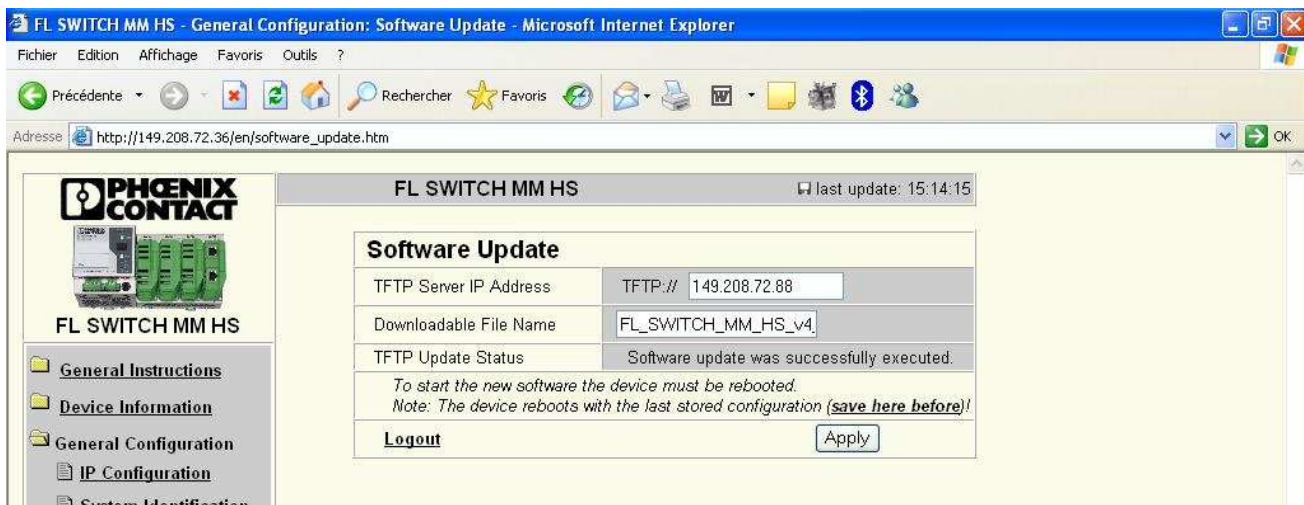 FL SWITCH MM HS - General Configuration: Software Update - Microsoft Internet Explorer
Fichier Edition Affichage Favoris Outils ?
Précédente Rechercher Favoris
Adresse http://149.208.72.36/en/software_update.htm OK
PHŒNIX
CONTACT
FL SWITCH MM HS
General Instructions
Device Information
General Configuration
IP Configuration
System Identification
FL SWITCH MM HS last update: 15:14:15
Software Update
TFTP Server IP Address TFTP:// 149.208.72.88
Downloadable File Name FL_SWITCH_MM_HS_v4_
TFTP Update Status Software update was successfully executed.
To start the new software the device must be rebooted.
Note: The device reboots with the last stored configuration (save here before)!
Logout Apply